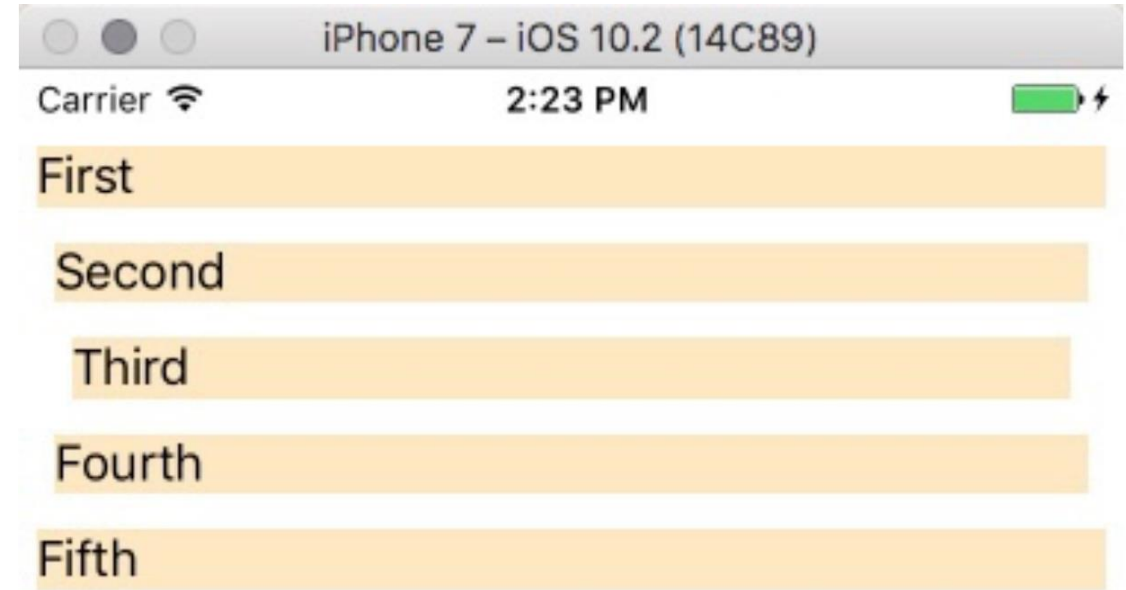 iPhone 7 – iOS 10.2 (14C89)
Carrier 2:23 PM
First
Second
Third
Fourth
Fifth